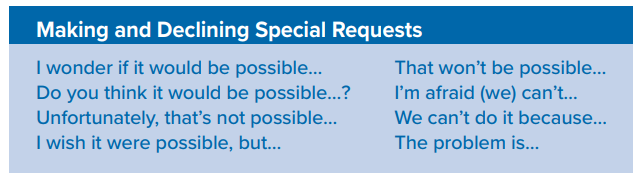 Making and Declining Special Requests
I wonder if it would be possible...
Do you think it would be possible...?
Unfortunately, that’s not possible...
I wish it were possible, but...
That won’t be possible...
I’m afraid (we) can’t...
We can’t do it because...
The problem is...